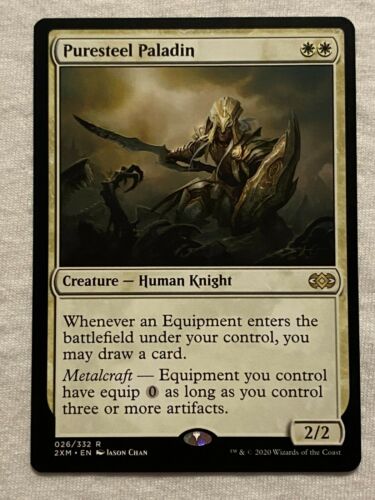 Puresteel Paladin
Creature — Human Knight
Whenever an Equipment enters the
battlefield under your control, you
may draw a card.
Metalcraft — Equipment you control
have equip 0 as long as you control
three or more artifacts.
2/2
026/332 R
2XM • EN Jason Chan
™ & © 2020 Wizards of the Coast